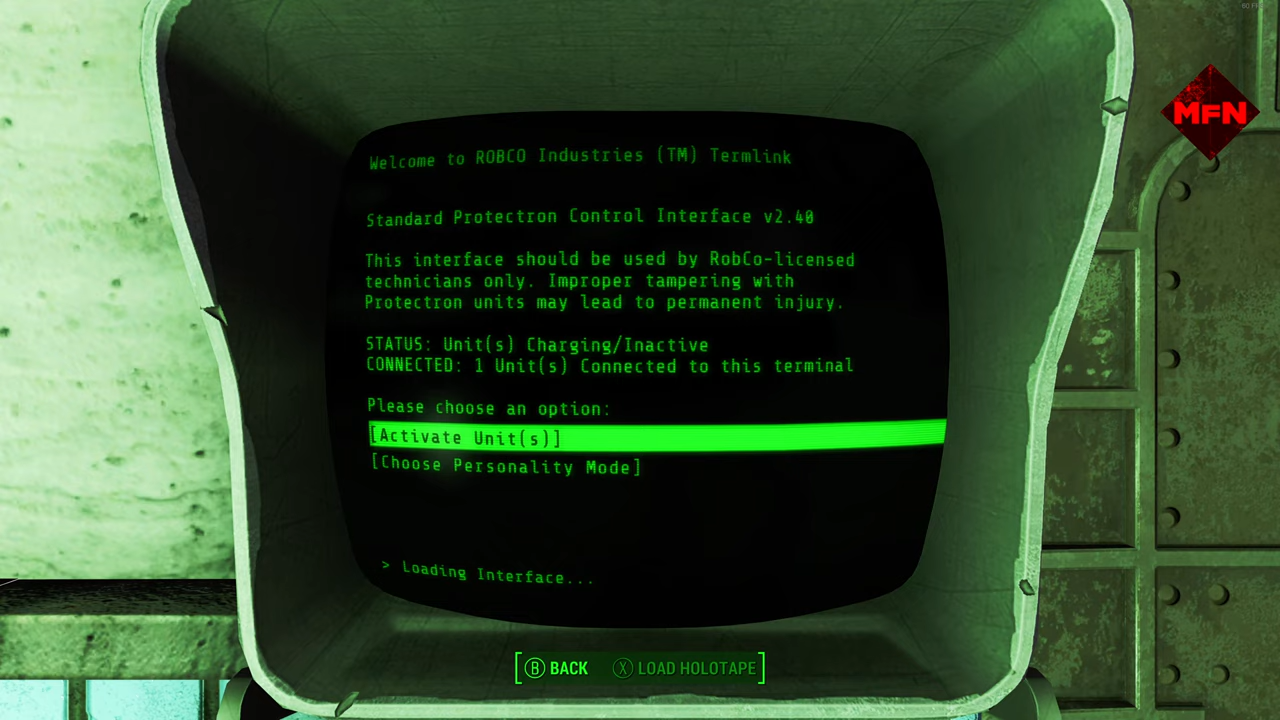 60 FPS
MFN
Welcome to ROBCO Industries (TM) Termlink
Standard Protectron Control Interface v2.40
This interface should be used by RobCo-licensed
technicians only. Improper tampering with
Protectron units may lead to permanent injury.
STATUS: Unit(s) Charging/Inactive
CONNECTED: 1 Unit(s) Connected to this terminal
Please choose an option:
[Activate Unit(s)]
[Choose Personality Mode]
> Loading Interface...
[Ⓑ BACK Ⓧ LOAD HOLOTAPE]